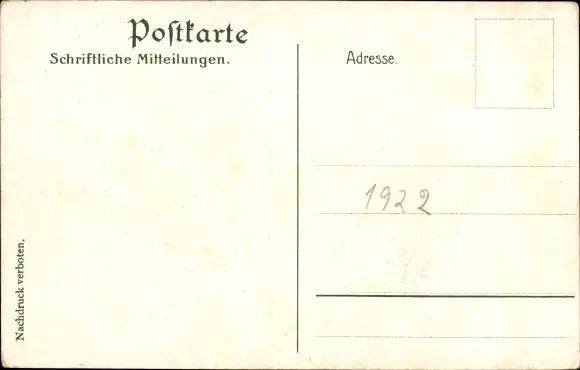 Postkarte
Schriftliche Mitteilungen.
Adresse.
1922
Nachdruck verboten.